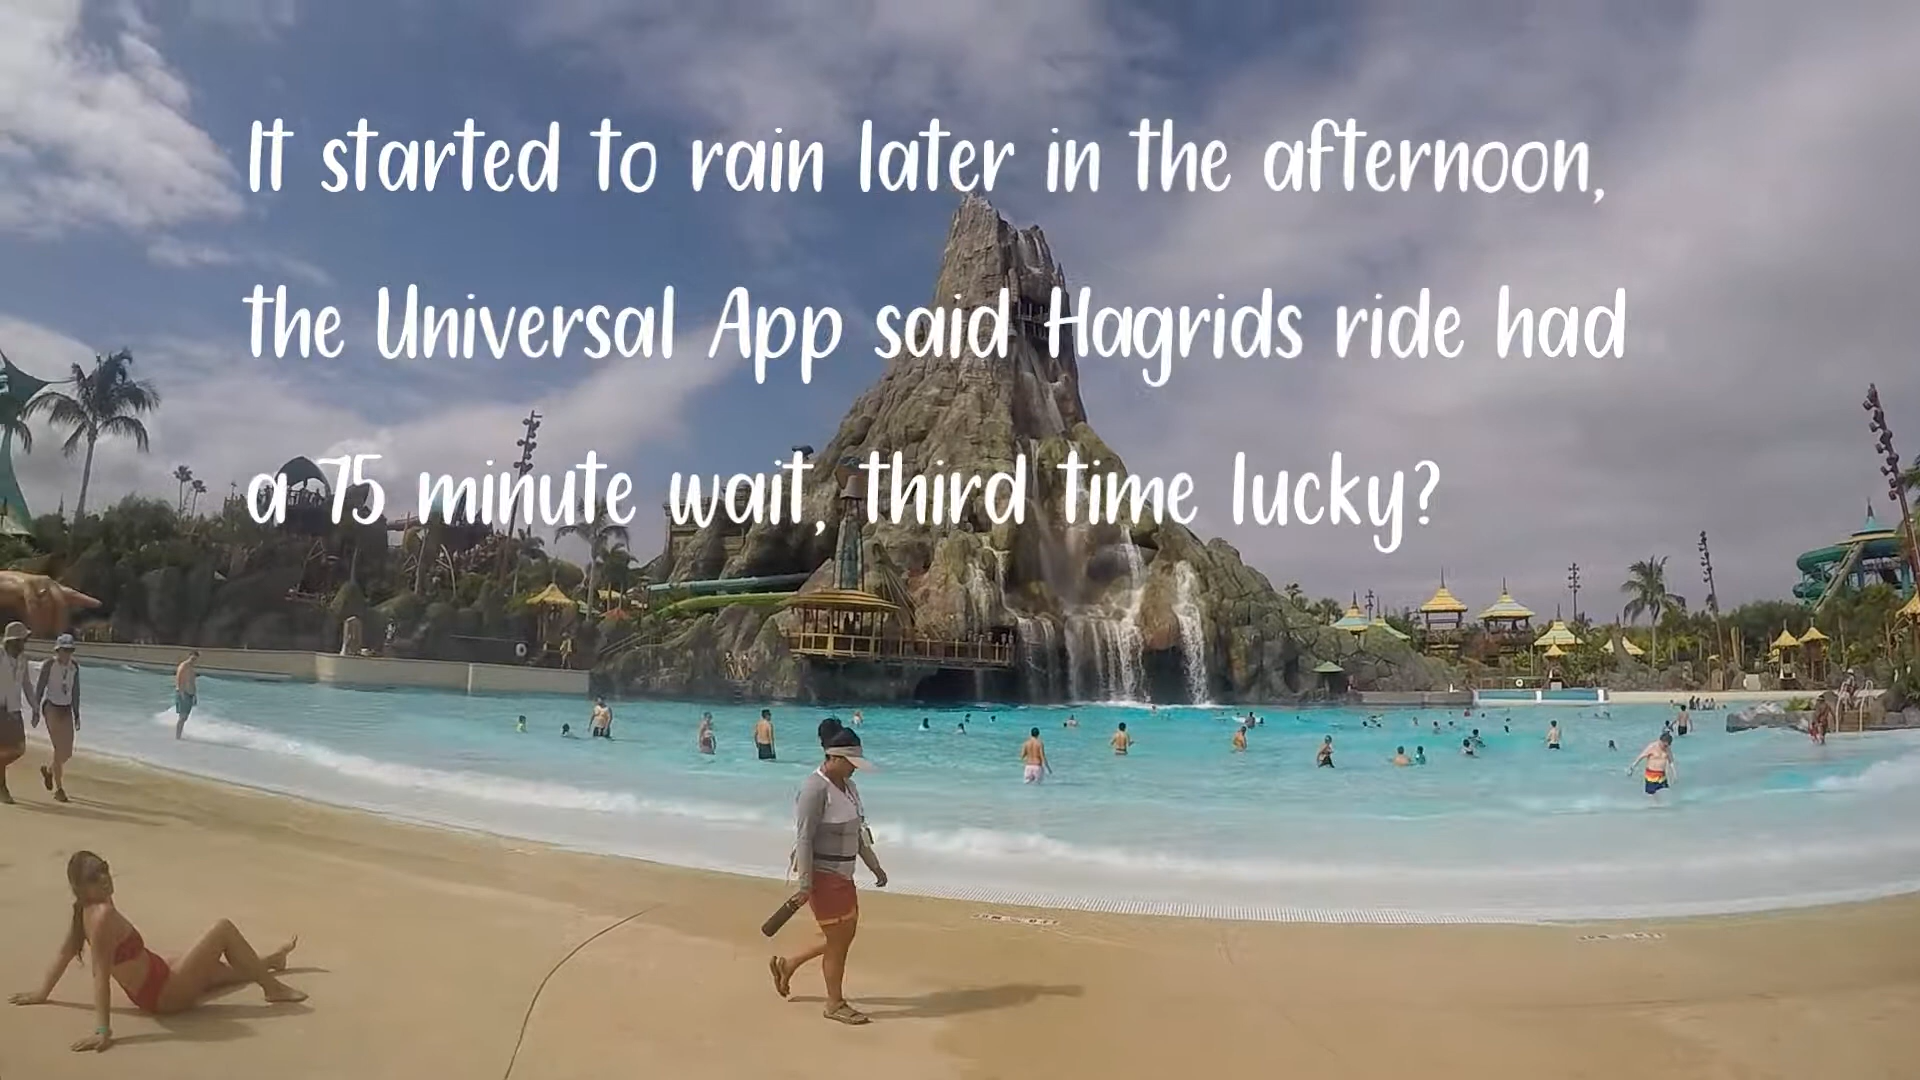 It started to rain later in the afternoon,
the Universal App said Hagrids ride had
a 75 minute wait, third time lucky?